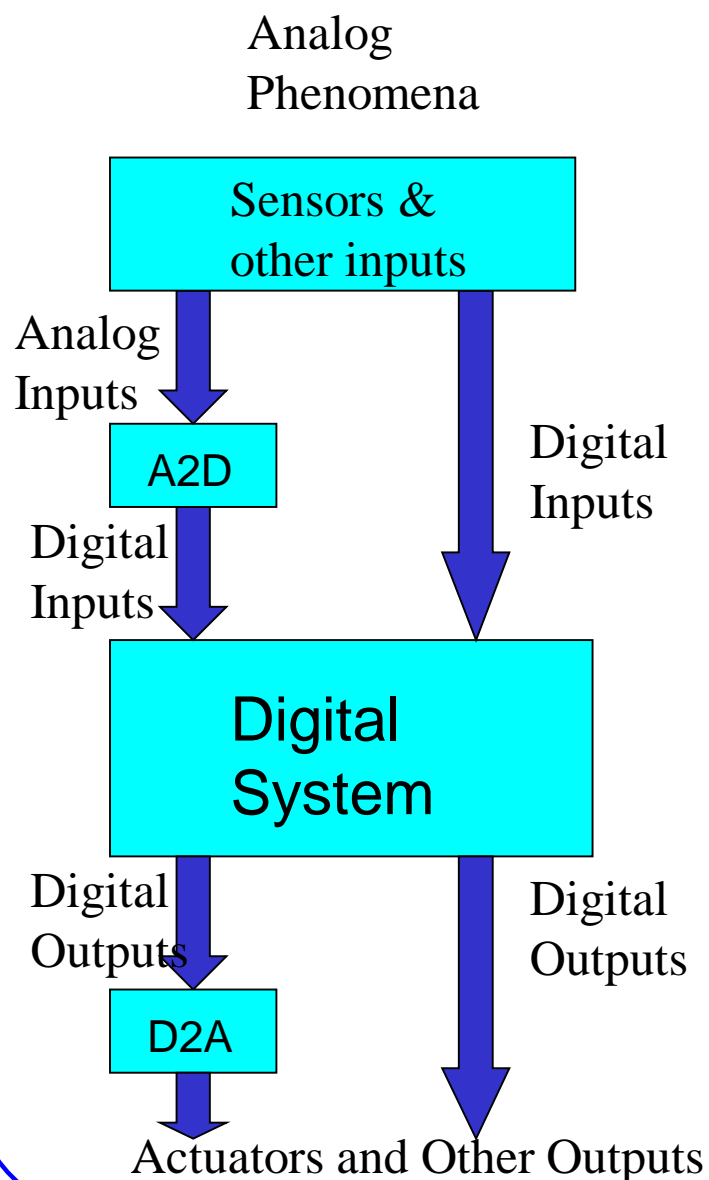 Analog
Phenomena
Sensors &
other inputs
Analog
Inputs
A2D
Digital
Inputs
Digital
Inputs
Digital
System
Digital
Outputs
Digital
Outputs
D2A
Actuators and Other Outputs